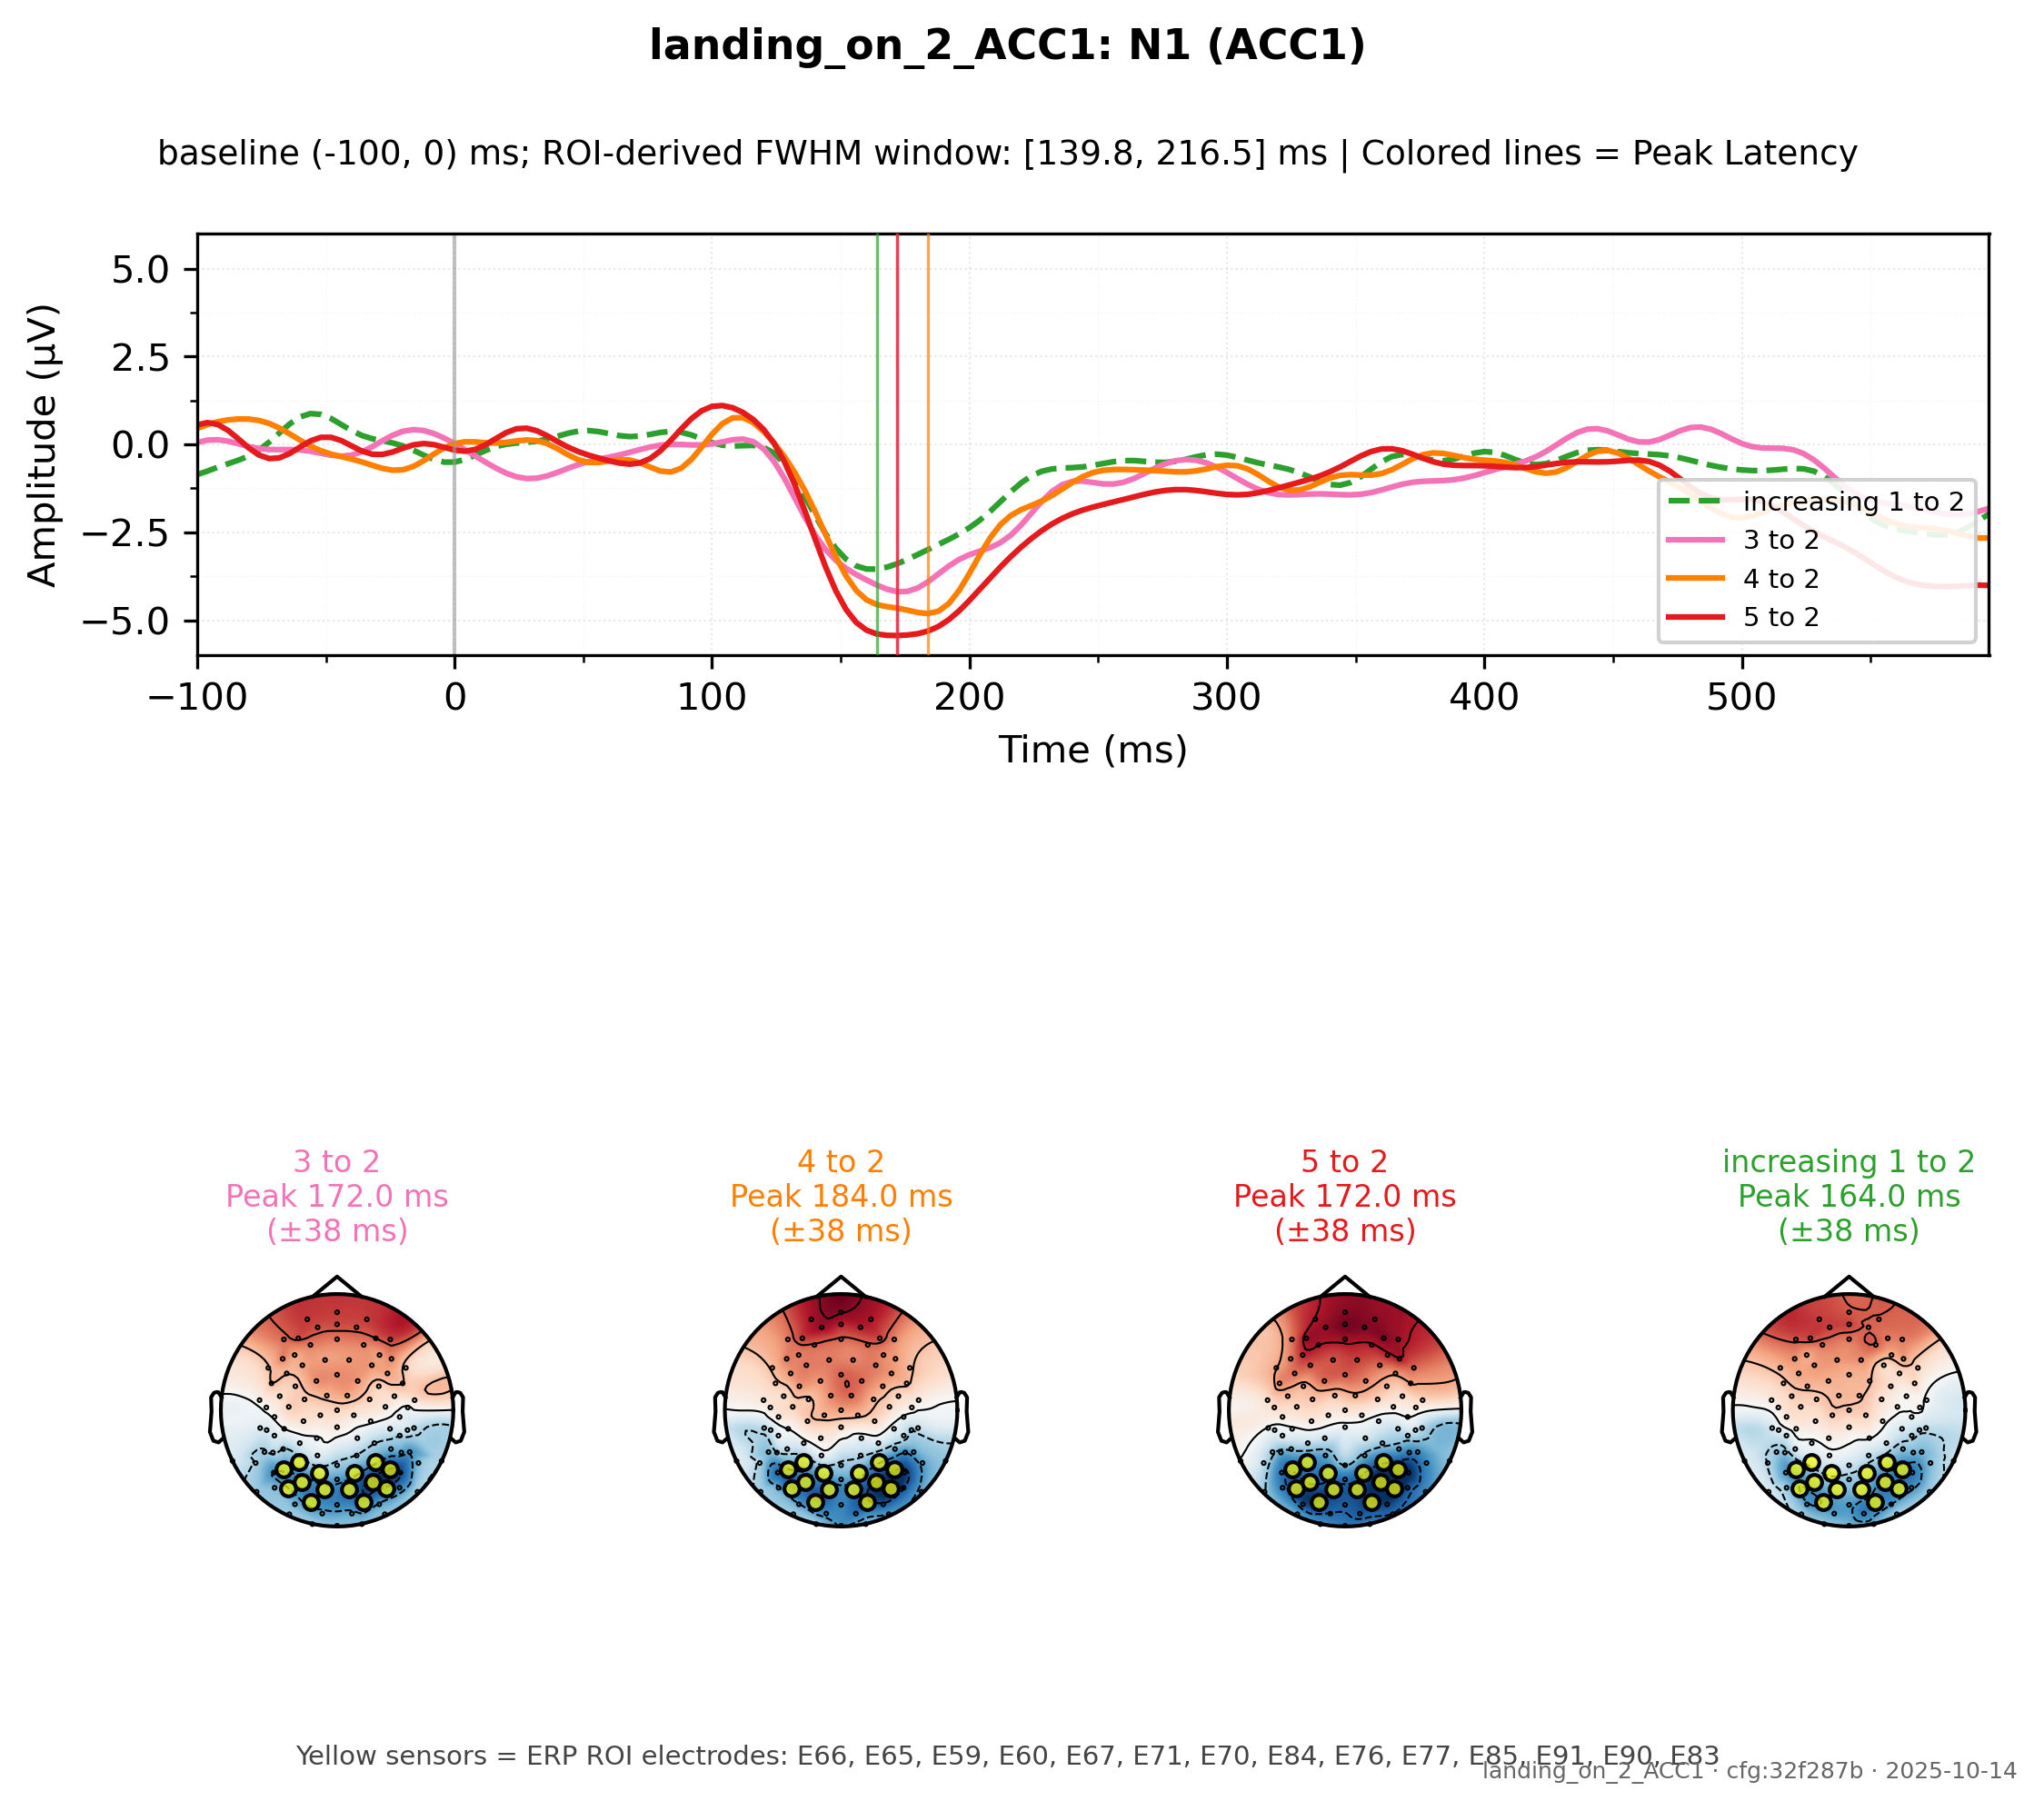 landing_on_2_ACC1: N1 (ACC1)
baseline (-100, 0) ms; ROI-derived FWHM window: [139.8, 216.5] ms | Colored lines = Peak Latency
Amplitude (µV)
5.0
2.5
0.0
−2.5
−5.0
increasing 1 to 2
3 to 2
4 to 2
5 to 2
−100 0 100 200 300 400 500
Time (ms)
3 to 2
Peak 172.0 ms
(±38 ms)
4 to 2
Peak 184.0 ms
(±38 ms)
5 to 2
Peak 172.0 ms
(±38 ms)
increasing 1 to 2
Peak 164.0 ms
(±38 ms)
Yellow sensors = ERP ROI electrodes: E66, E65, E59, E60, E67, E71, E70, E84, E76, E77, E85, E91, E90, E83
landing_on_2_ACC1 · cfg:32f287b · 2025-10-14